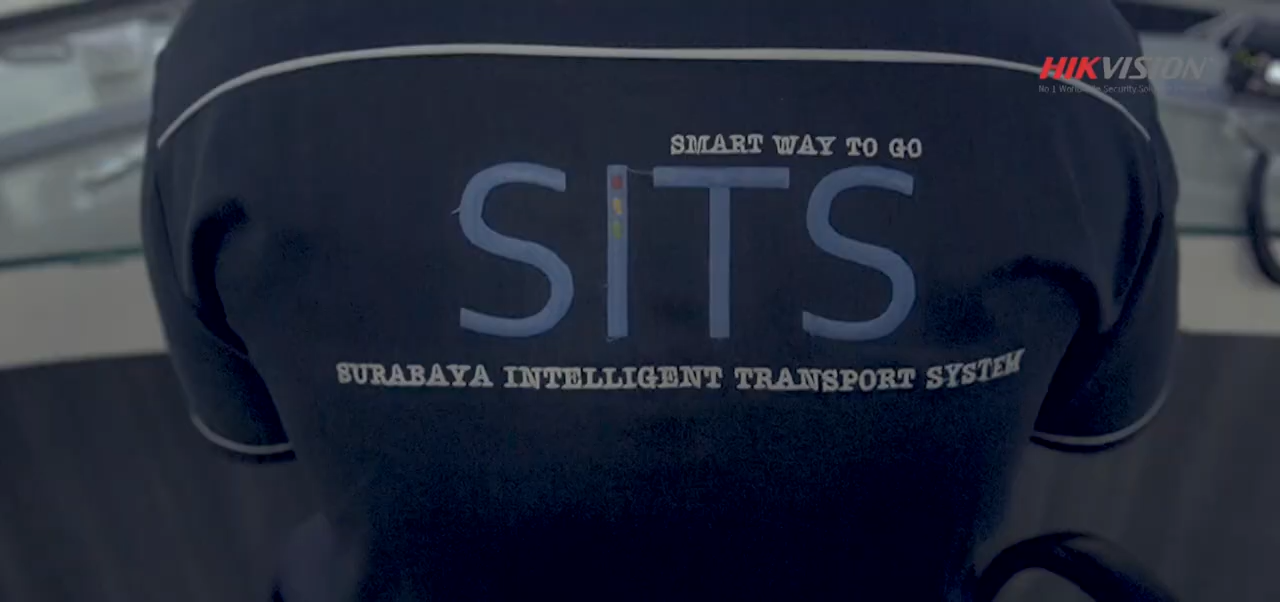 HIKVISION
SMART WAY TO GO
SITS
SURABAYA INTELLIGENT TRANSPORT SYSTEM